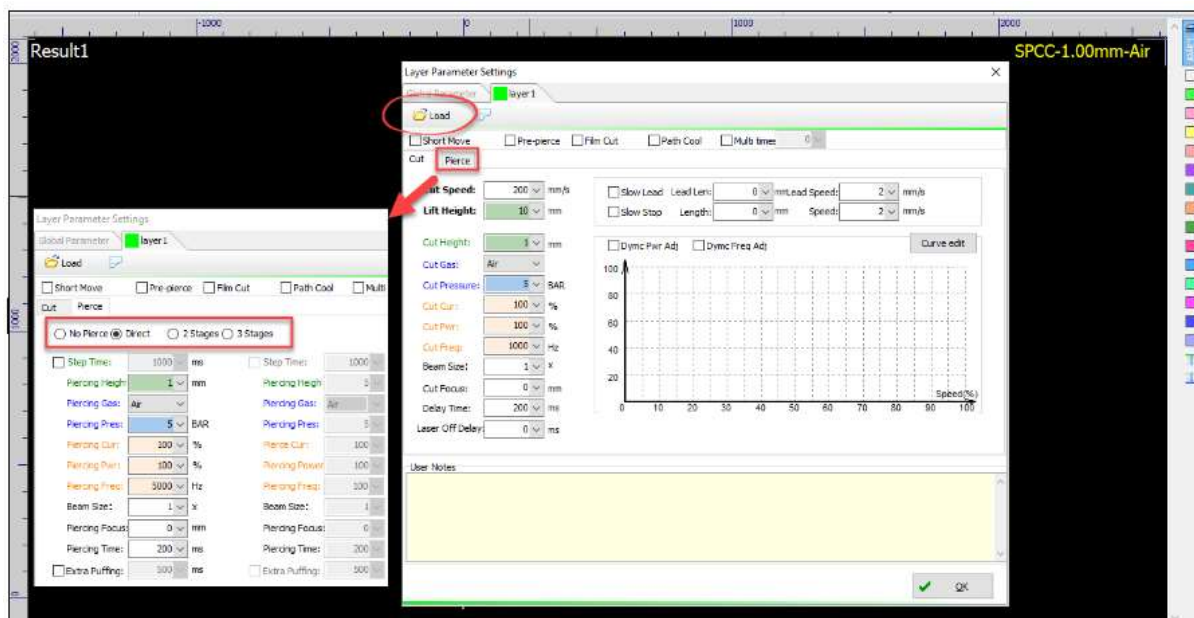 -1000 0 1000 2000
Result1
SPCC-1.00mm-Air
Layer Parameter Settings
Global Parameter layer1
Load
Short Move Pre-pierce Film Cut Path Cool Multi times 0
Cut Pierce
Cut Speed: 200 mm/s
Lift Height: 10 mm
Slow Lead Lead Len: 0 mm Lead Speed: 2 mm/s
Slow Stop Length: 0 mm Speed: 2 mm/s
Cut Height: 1 mm
Cut Gas: Air
Cut Pressure: 5 BAR
Cut Cur: 100 %
Cut Pwr: 100 %
Cut Freq: 1000 Hz
Beam Size: 1 x
Cut Focus: 0 mm
Delay Time: 200 ms
Laser Off Delay: 0 ms
Dymc Pwr Adj Dymc Freq Adj Curve edit
100
80
60
40
20
Speed(%)
0 10 20 30 40 50 60 70 80 90 100
User Notes
OK
Layer Parameter Settings
Global Parameter layer1
Load
Short Move Pre-pierce Film Cut Path Cool Multi
Cut Pierce
No Pierce Direct 2 Stages 3 Stages
Step Time: 1000 ms Step Time: 1000
Piercing Heigh 1 mm Piercing Heigh 5
Piercing Gas: Air Piercing Gas: Air
Piercing Pres: 5 BAR Piercing Pres: 5
Piercing Cur: 100 % Pierce Cur: 100
Piercing Pwr: 100 % Piercing Power 100
Piercing Freq: 5000 Hz Piercing Freq: 500
Beam Size: 1 x Beam Size: 1
Piercing Focus: 0 mm Piercing Focus: 0
Piercing Time: 200 ms Piercing Time: 200
Extra Puffing: 500 ms Extra Puffing: 500